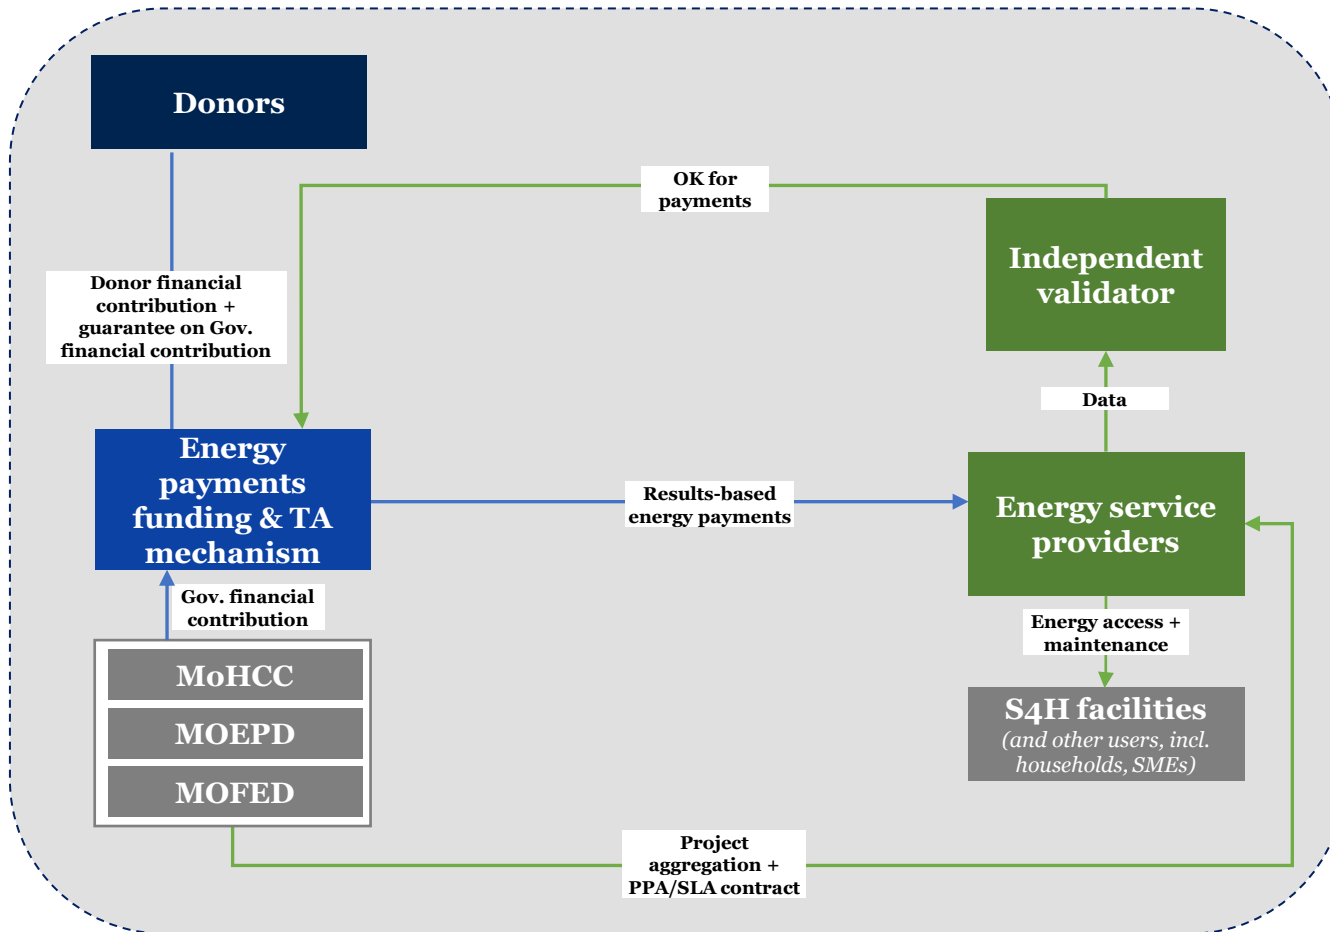 Donors
OK for
payments
Independent
validator
Donor financial
contribution +
guarantee on Gov.
financial contribution
Data
Energy
payments
funding & TA
mechanism
Results-based
energy payments
Energy service
providers
Gov. financial
contribution
Energy access +
maintenance
MoHCC
MOEPD
MOFED
S4H facilities
(and other users, incl.
households, SMEs)
Project
aggregation +
PPA/SLA contract